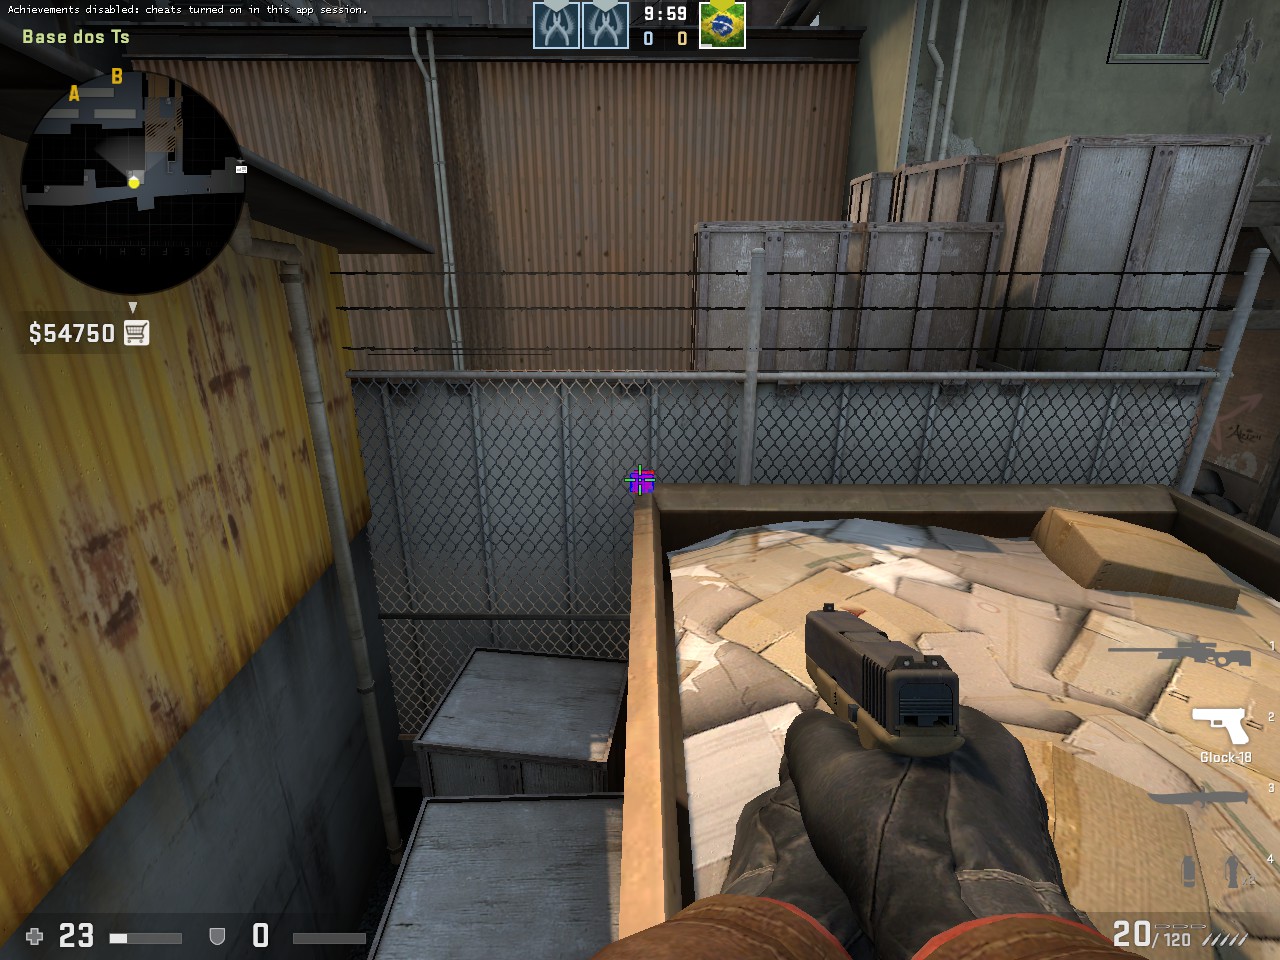 Achievements disabled: cheats turned on in this app session.
Base dos Ts
9:59
0 0
A
B
$54750
1
2
Glock-18
3
4
23
0
20/ 120